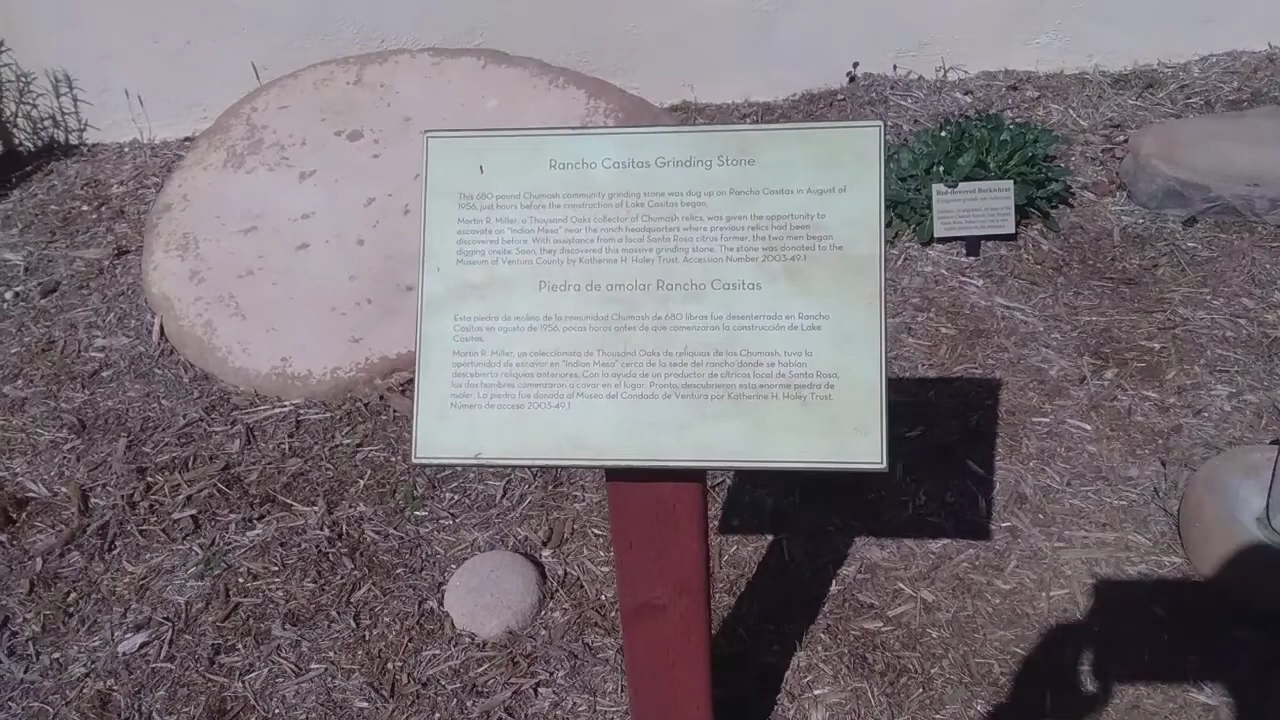 Rancho Casitas Grinding Stone
This 680-pound Chumash community grinding stone was dug up on Rancho Casitas in August of
1956, just hours before the construction of Lake Casitas began.
Martin R. Miller, a Thousand Oaks collector of Chumash relics, was given the opportunity to
excavate on "Indian Mesa" near the ranch headquarters where previous relics had been
discovered before. With assistance from a local Santa Rosa citrus farmer, the two men began
digging onsite. Soon, they discovered this massive grinding stone. The stone was donated to the
Museum of Ventura County by Katherine H. Haley Trust. Accession Number 2003-49.1
Piedra de amolar Rancho Casitas
Esta piedra de molino de la comunidad Chumash de 680 libras fue desenterrada en Rancho
Casitas en agosto de 1956, pocas horas antes de que comenzaran la construcción de Lake
Casitas.
Martin R. Miller, un coleccionista de Thousand Oaks de reliquias de los Chumash, tuvo la
oportunidad de excavar en "Indian Mesa" cerca de la sede del rancho donde se habían
descubierto reliquias anteriores. Con la ayuda de un productor de cítricos local de Santa Rosa,
los dos hombres comenzaron a cavar en el lugar. Pronto, descubrieron esta enorme piedra de
moler. La piedra fue donada al Museo del Condado de Ventura por Katherine H. Haley Trust.
Número de acceso 2003-49.1
Red-flowered Buckwheat